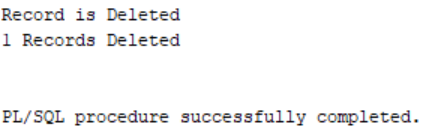 Record is Deleted
1 Records Deleted
PL/SQL procedure successfully completed.